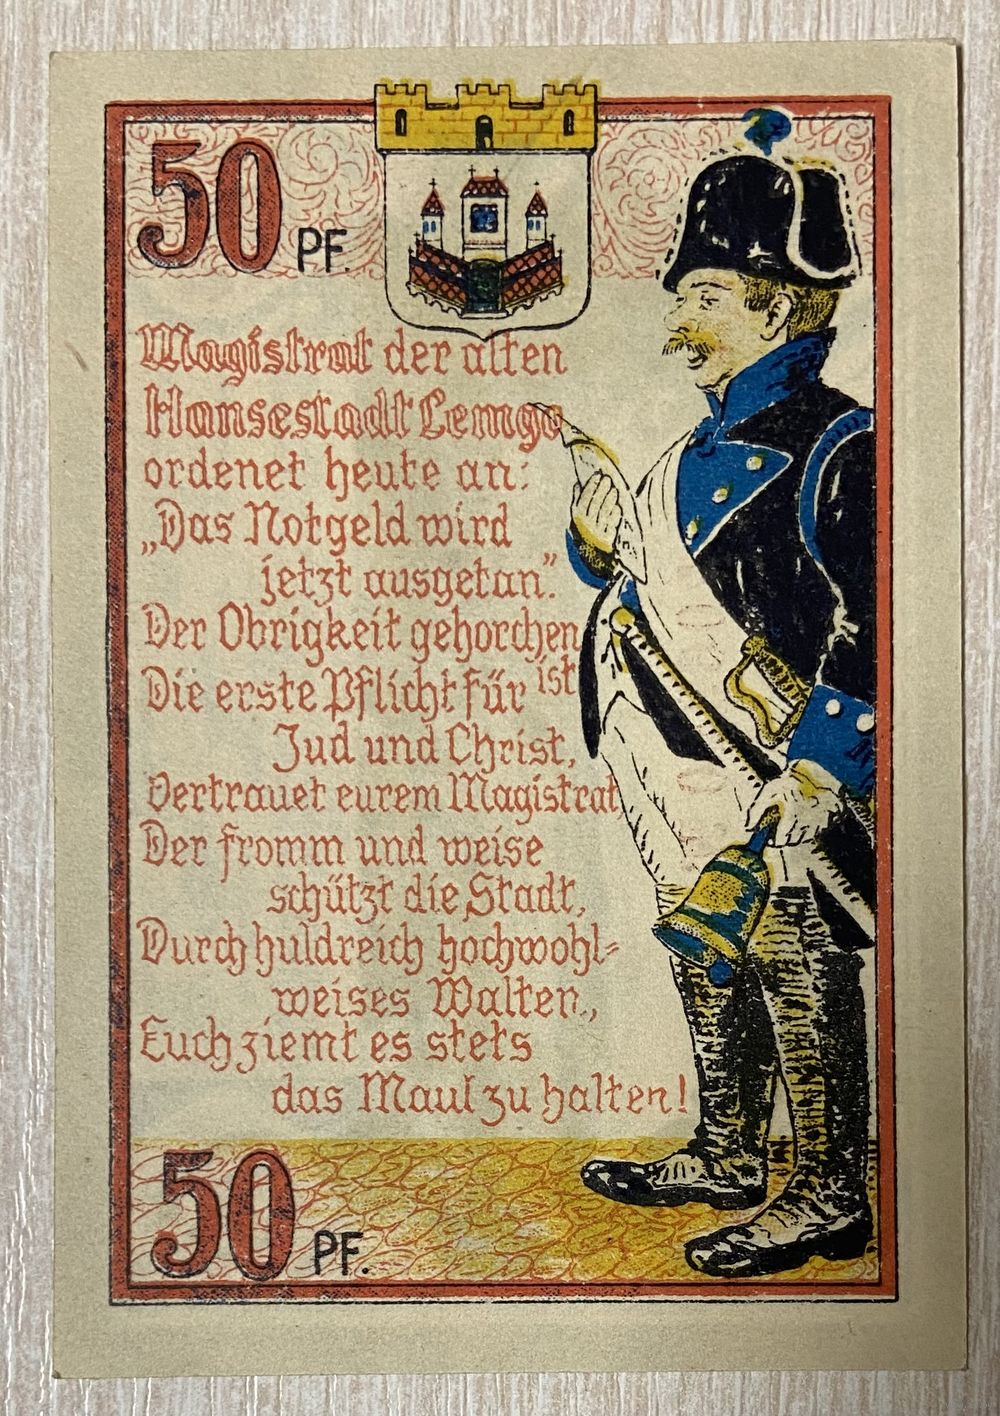 50 PF.
Magistrat der alten
Hansestadt Lemgo
ordenet heute an:
„Das Notgeld wird
jetzt ausgetan."
Der Obrigkeit gehorchen
ist
Die erste Pflicht für
Jud und Christ,
Vertrauet eurem Magistrat,
Der fromm und weise
schützt die Stadt,
Durch huldreich hochwohl-
weises Walten,
Euch ziemt es stets
das Maul zu halten!
50 PF.